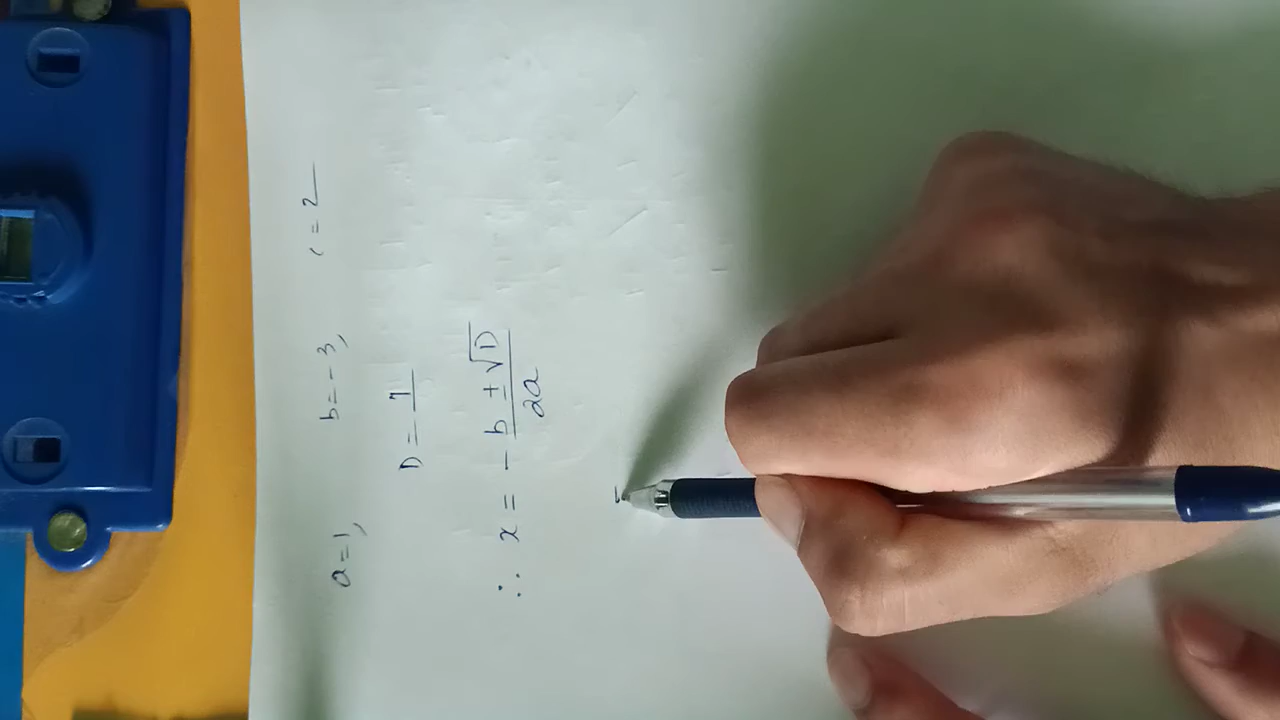 a=1, b=-3, c=2
D=1
∴ x = -b ±√D / 2a
=